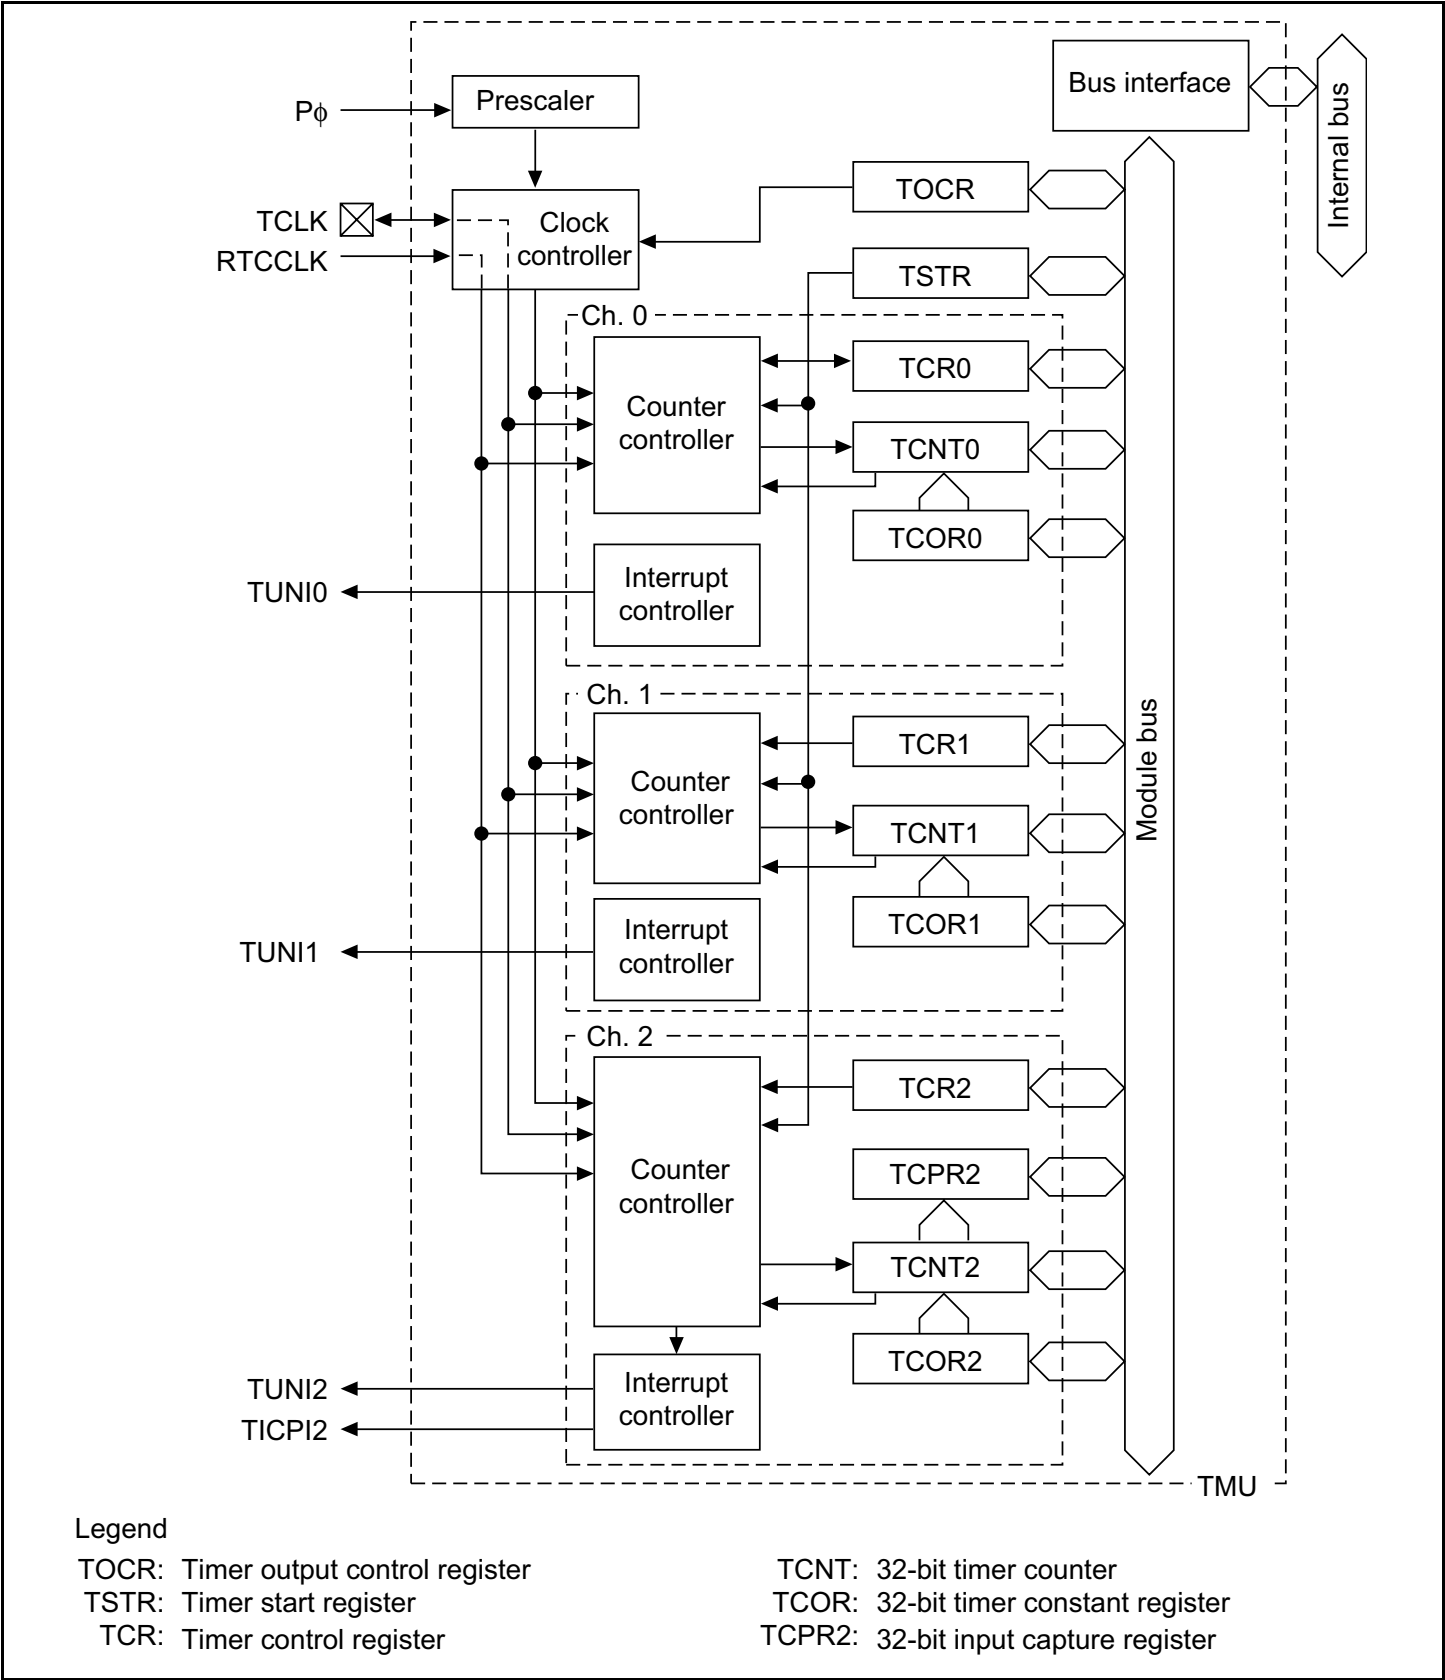 Bus interface
Internal bus
Prescaler
Pϕ
TOCR
TCLK
Clock
controller
RTCCLK
TSTR
Ch. 0
TCR0
Counter
controller
TCNT0
TCOR0
Interrupt
controller
TUNI0
Ch. 1
Module bus
TCR1
Counter
controller
TCNT1
TCOR1
Interrupt
controller
TUNI1
Ch. 2
TCR2
Counter
controller
TCPR2
TCNT2
TCOR2
Interrupt
controller
TUNI2
TICPI2
TMU
Legend
TOCR: Timer output control register
TSTR: Timer start register
TCR: Timer control register
TCNT: 32-bit timer counter
TCOR: 32-bit timer constant register
TCPR2: 32-bit input capture register